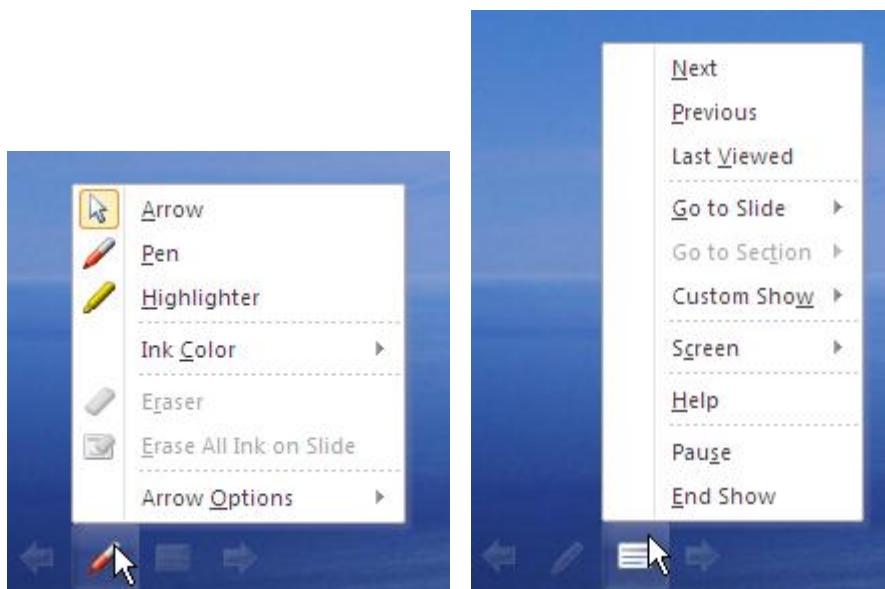 Arrow
Pen
Highlighter
Ink Color
Eraser
Erase All Ink on Slide
Arrow Options
Next
Previous
Last Viewed
Go to Slide
Go to Section
Custom Show
Screen
Help
Pause
End Show